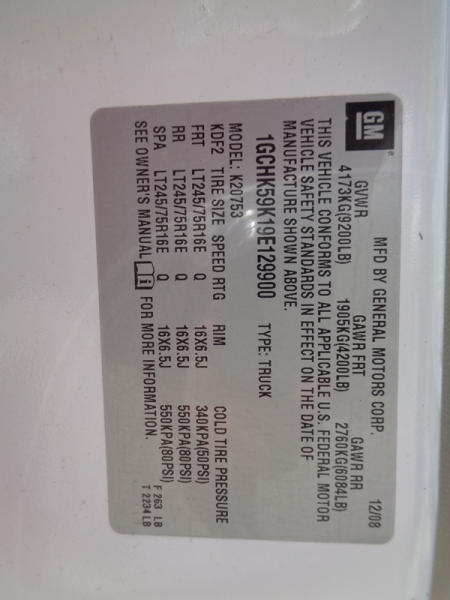 GM
MFD BY GENERAL MOTORS CORP. 12/08
GVWR GAWR FRT GAWR RR
4173KG(9200LB) 1905KG(4200LB) 2760KG(6084LB)
THIS VEHICLE CONFORMS TO ALL APPLICABLE U.S. FEDERAL MOTOR
VEHICLE SAFETY STANDARDS IN EFFECT ON THE DATE OF
MANUFACTURE SHOWN ABOVE.
1GCHK59K19E129900 TYPE: TRUCK
MODEL: K20753
KDF2 TIRE SIZE SPEED RTG RIM COLD TIRE PRESSURE
FRT LT245/75R16E Q 16X6.5J 340KPA(50PSI)
RR LT245/75R16E Q 16X6.5J 550KPA(80PSI)
SPA LT245/75R16E Q 16X6.5J 550KPA(80PSI)
SEE OWNER'S MANUAL i FOR MORE INFORMATION.
F 263 LB
T 2234 LB